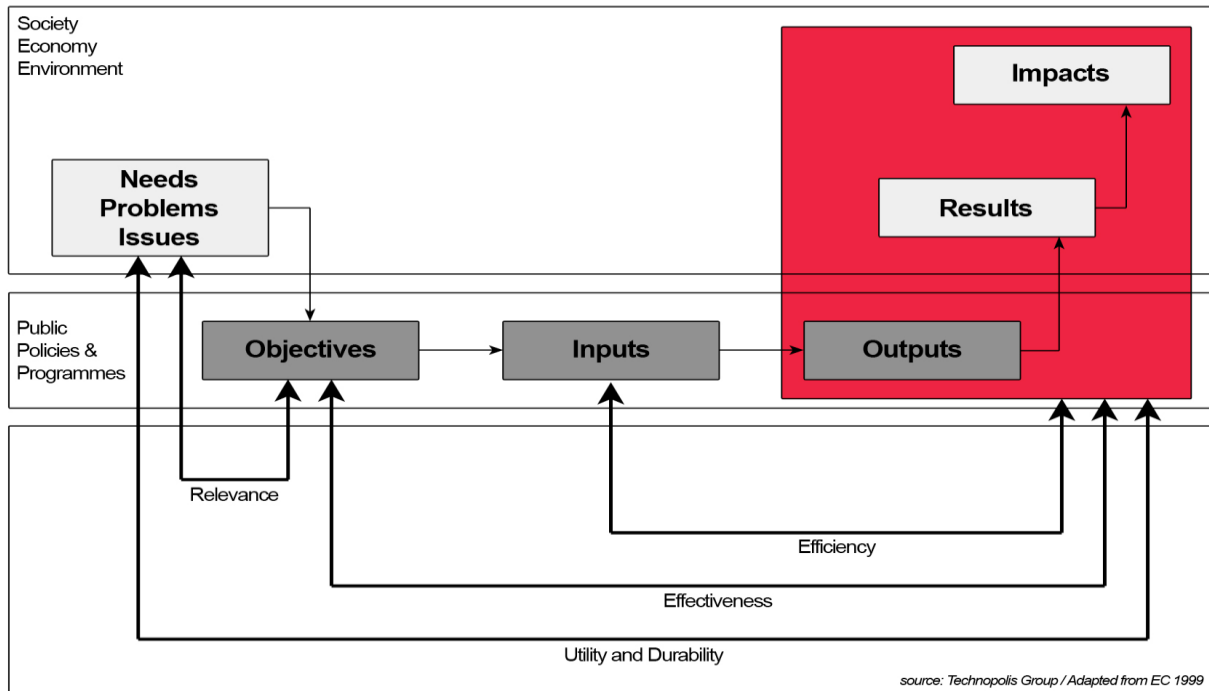 Society
Economy
Environment
Impacts
Needs
Problems
Issues
Results
Public
Policies &
Programmes
Objectives
Inputs
Outputs
Relevance
Efficiency
Effectiveness
Utility and Durability
source: Technopolis Group / Adapted from EC 1999